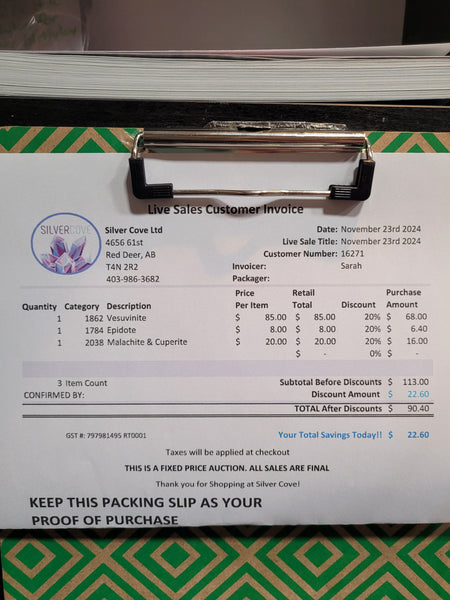 Live Sales Customer Invoice
SILVERCOVE
Silver Cove Ltd
4656 61st
Red Deer, AB
T4N 2R2
403-986-3682
Date: November 23rd 2024
Live Sale Title: November 23rd 2024
Customer Number: 16271
Invoicer: Sarah
Packager:
Quantity Category Description Price Per Item Retail Total Discount Purchase Amount
1 1862 Vesuvinite $ 85.00 $ 85.00 20% $ 68.00
1 1784 Epidote $ 8.00 $ 8.00 20% $ 6.40
1 2038 Malachite & Cuperite $ 20.00 $ 20.00 20% $ 16.00
$ - 0% $ -
3 Item Count Subtotal Before Discounts $ 113.00
CONFIRMED BY: Discount Amount $ 22.60
TOTAL After Discounts $ 90.40
GST #: 797981495 RT0001 Your Total Savings Today!! $ 22.60
Taxes will be applied at checkout
THIS IS A FIXED PRICE AUCTION. ALL SALES ARE FINAL
Thank you for Shopping at Silver Cove!
KEEP THIS PACKING SLIP AS YOUR
PROOF OF PURCHASE